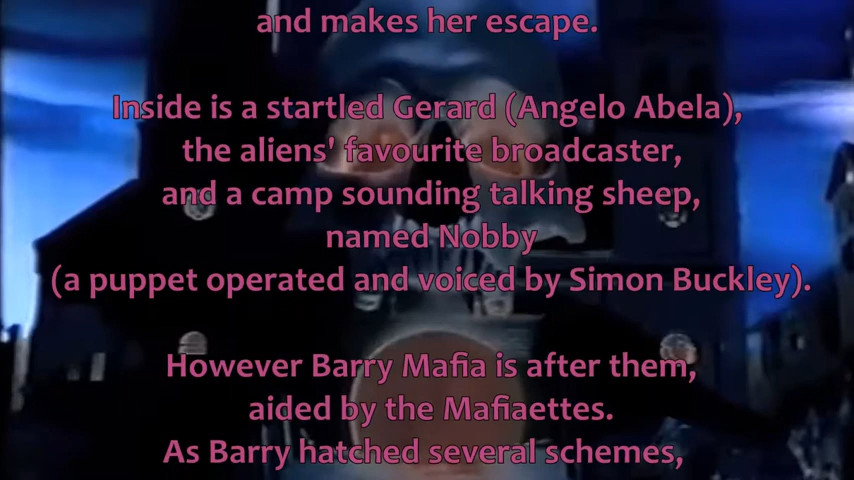 and makes her escape.
Inside is a startled Gerard (Angelo Abela),
the aliens' favourite broadcaster,
and a camp sounding talking sheep,
named Nobby
(a puppet operated and voiced by Simon Buckley).
However Barry Mafia is after them,
aided by the Mafiaettes.
As Barry hatched several schemes,